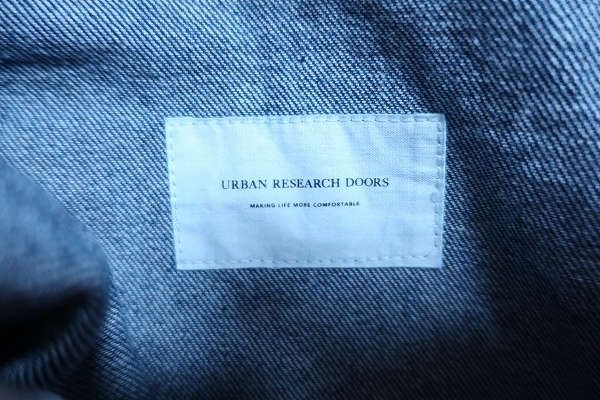 URBAN RESEARCH DOORS
MAKING LIFE MORE COMFORTABLE